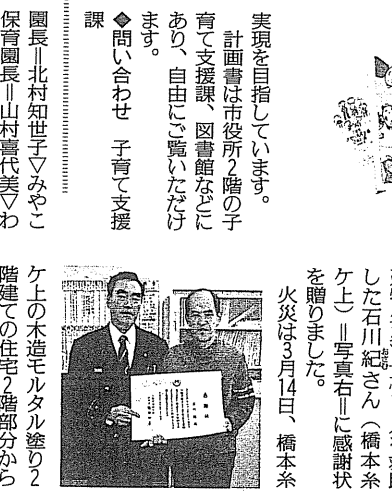 実現を目指しています。
計画書は市役所2階の子
育て支援課、図書館などに
あり、自由にご覧いただけ
ます。
◆問い合わせ 子育て支援
課
園長＝北村知世子▽みやこ
保育園長＝山村喜代美▽わ
した石川紀さん（橋本糸
ケ上）＝写真右＝に感謝状
を贈りました。
火災は3月14日、橋本糸
ケ上の木造モルタル塗り2
階建ての住宅2階部分から